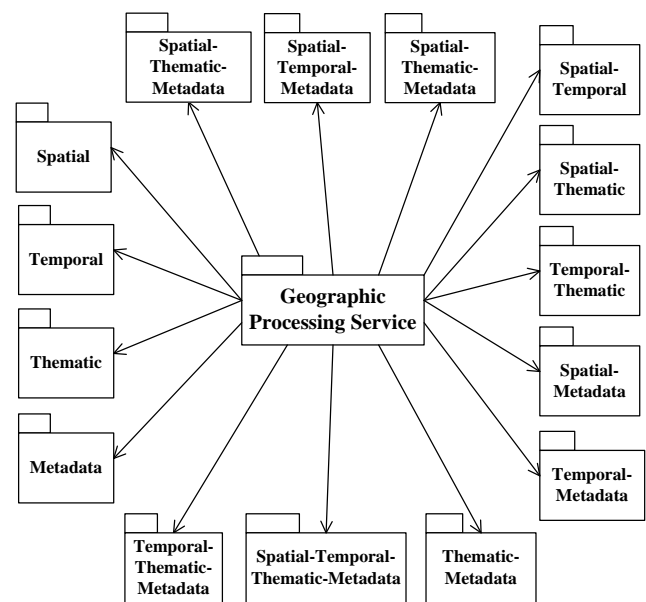 Spatial-
Thematic-
Metadata
Spatial-
Temporal-
Metadata
Spatial-
Thematic-
Metadata
Spatial-
Temporal
Spatial
Spatial-
Thematic
Temporal
Temporal-
Thematic
Geographic
Processing Service
Thematic
Spatial-
Metadata
Metadata
Temporal-
Metadata
Temporal-
Thematic-
Metadata
Spatial-Temporal-
Thematic-Metadata
Thematic-
Metadata